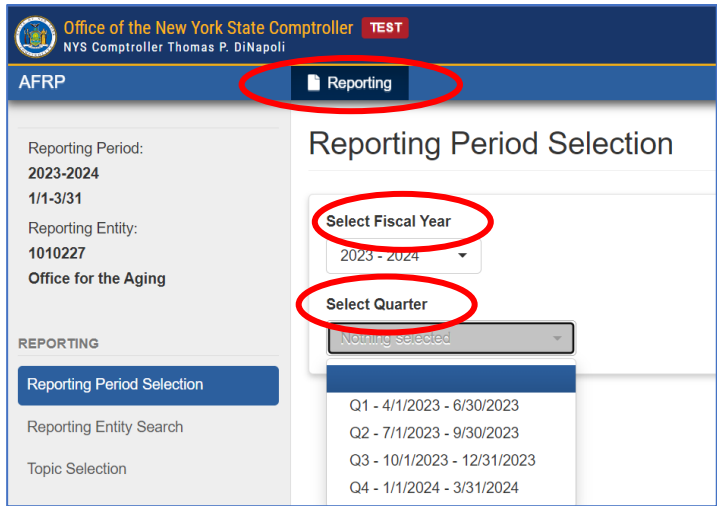 Office of the New York State Comptroller TEST
NYS Comptroller Thomas P. DiNapoli
AFRP
Reporting
Reporting Period:
2023-2024
1/1-3/31
Reporting Entity:
1010227
Office for the Aging
REPORTING
Reporting Period Selection
Reporting Entity Search
Topic Selection
Reporting Period Selection
Select Fiscal Year
2023 - 2024
Select Quarter
Nothing selected
Q1 - 4/1/2023 - 6/30/2023
Q2 - 7/1/2023 - 9/30/2023
Q3 - 10/1/2023 - 12/31/2023
Q4 - 1/1/2024 - 3/31/2024